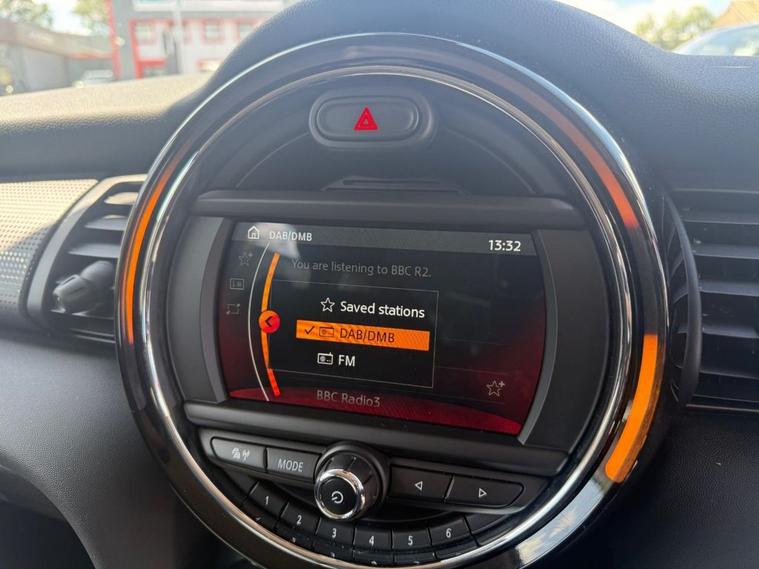 DAB/DMB
13:32
You are listening to BBC R2.
Saved stations
DAB/DMB
FM
BBC Radio3
MODE
1 2 3 4 5 6